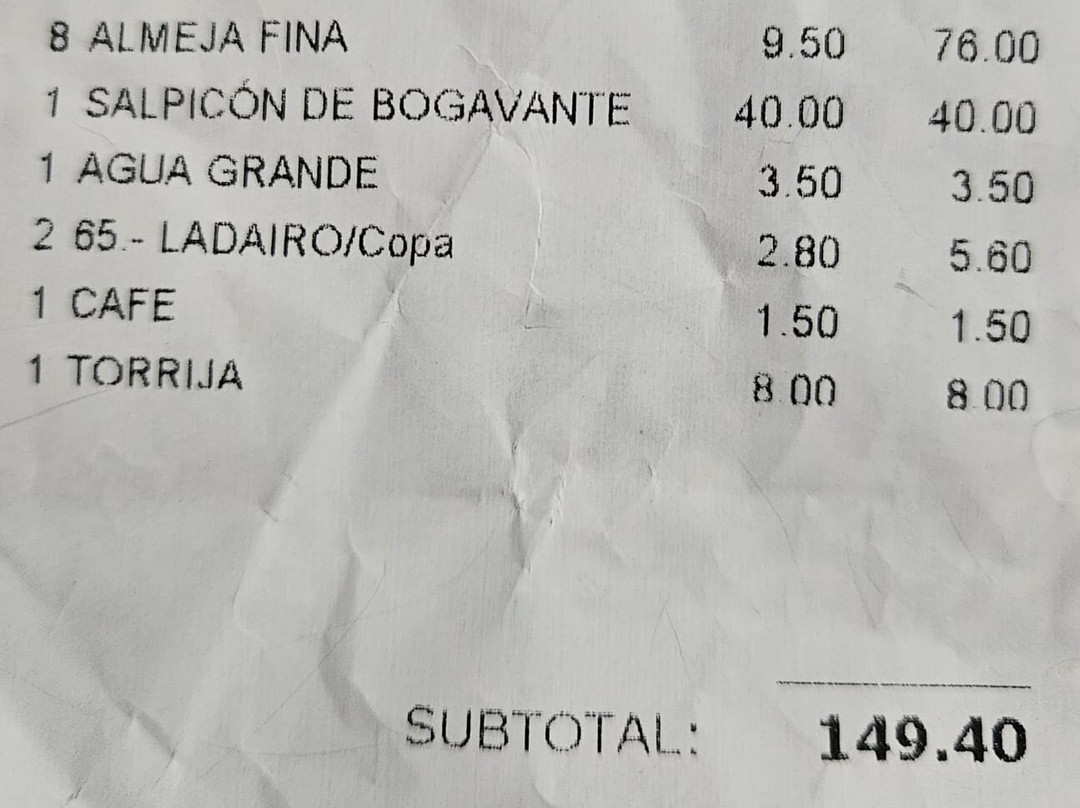 8 ALMEJA FINA 9.50 76.00
1 SALPICÓN DE BOGAVANTE 40.00 40.00
1 AGUA GRANDE 3.50 3.50
2 65.- LADAIRO/Copa 2.80 5.60
1 CAFE 1.50 1.50
1 TORRIJA 8.00 8.00
SUBTOTAL: 149.40